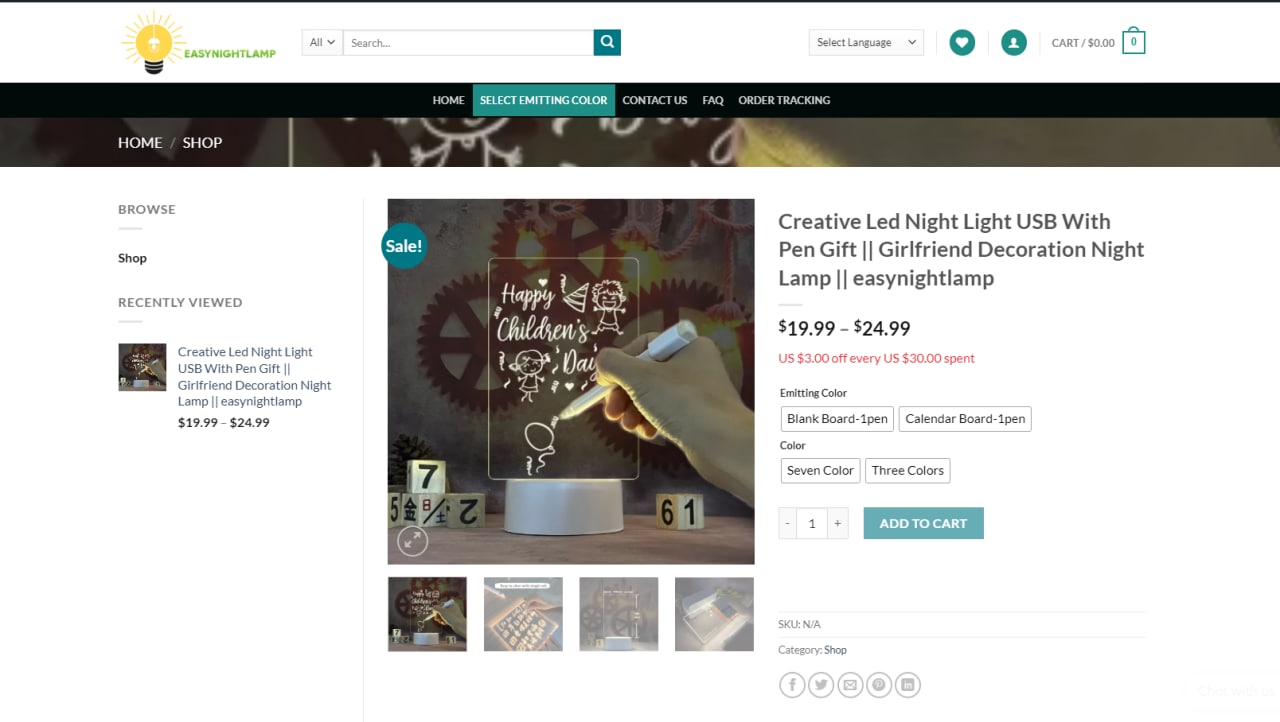 EASYNIGHTLAMP
All
Search...
Select Language
CART / $0.00
0
HOME
SELECT EMITTING COLOR
CONTACT US
FAQ
ORDER TRACKING
HOME / SHOP
BROWSE
Shop
RECENTLY VIEWED
Creative Led Night Light
USB With Pen Gift ||
Girlfriend Decoration Night
Lamp || easynightlamp
$19.99 – $24.99
Sale!
Happy
Children's
Day
7
5 金 日/土 2
61
Creative Led Night Light USB With
Pen Gift || Girlfriend Decoration Night
Lamp || easynightlamp
$19.99 – $24.99
US $3.00 off every US $30.00 spent
Emitting Color
Blank Board-1pen
Calendar Board-1pen
Color
Seven Color
Three Colors
- 1 +
ADD TO CART
SKU: N/A
Category: Shop
Chat with us